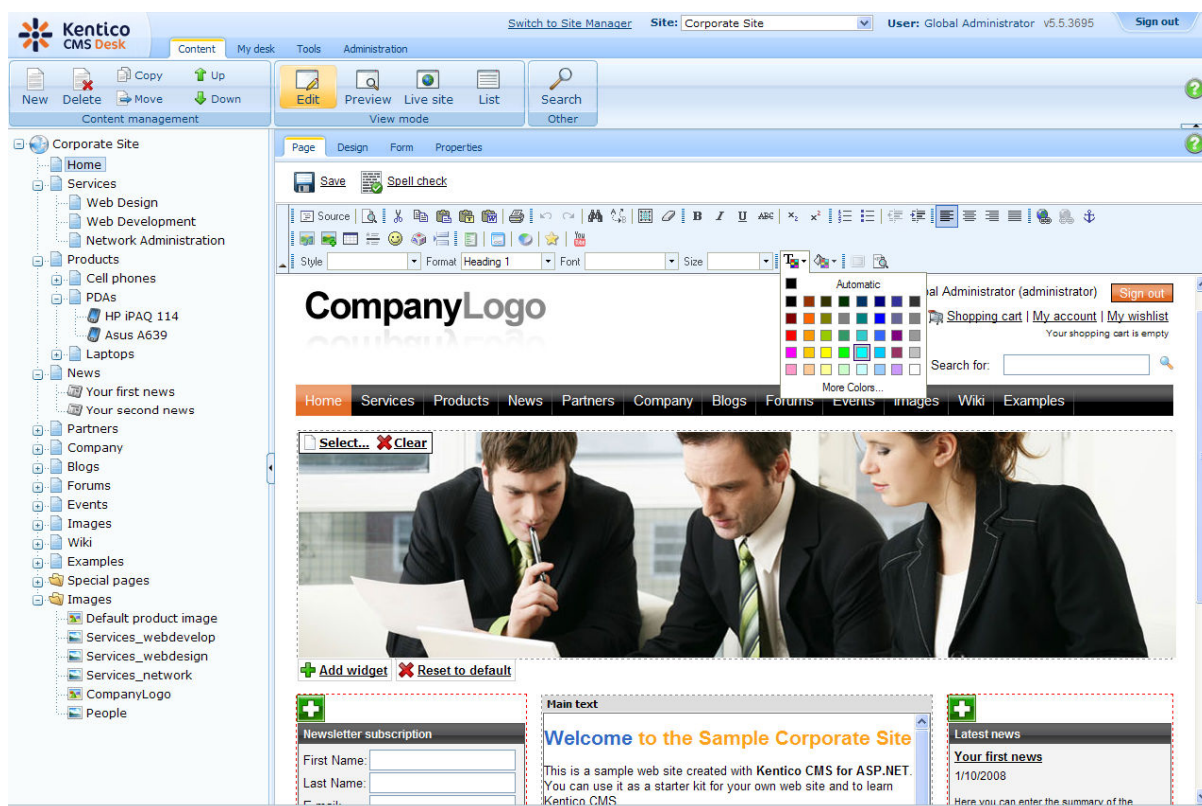 Kentico
CMS Desk
Switch to Site Manager Site: Corporate Site User: Global Administrator v5.5.3695 Sign out
Content My desk Tools Administration
New Delete Copy Move Up Down
Content management
Edit Preview Live site List
View mode
Search
Other
Corporate Site
Home
Services
Web Design
Web Development
Network Administration
Products
Cell phones
PDAs
HP iPAQ 114
Asus A639
Laptops
News
Your first news
Your second news
Partners
Company
Blogs
Forums
Events
Images
Wiki
Examples
Special pages
Images
Default product image
Services_webdevelop
Services_webdesign
Services_network
CompanyLogo
People
Page Design Form Properties
Save Spell check
Source B I U ABC x₂ x²
You
Style Format Heading 1 Font Size
Automatic
More Colors...
CompanyLogo
al Administrator (administrator) Sign out
Shopping cart | My account | My wishlist
Your shopping cart is empty
Search for:
Home Services Products News Partners Company Blogs Forums Events Images Wiki Examples
Select... Clear
Add widget Reset to default
Newsletter subscription
First Name:
Last Name:
E-mail:
Main text
Welcome to the Sample Corporate Site
This is a sample web site created with Kentico CMS for ASP.NET.
You can use it as a starter kit for your own web site and to learn
Kentico CMS
Latest news
Your first news
1/10/2008
Here you can enter the summary of the